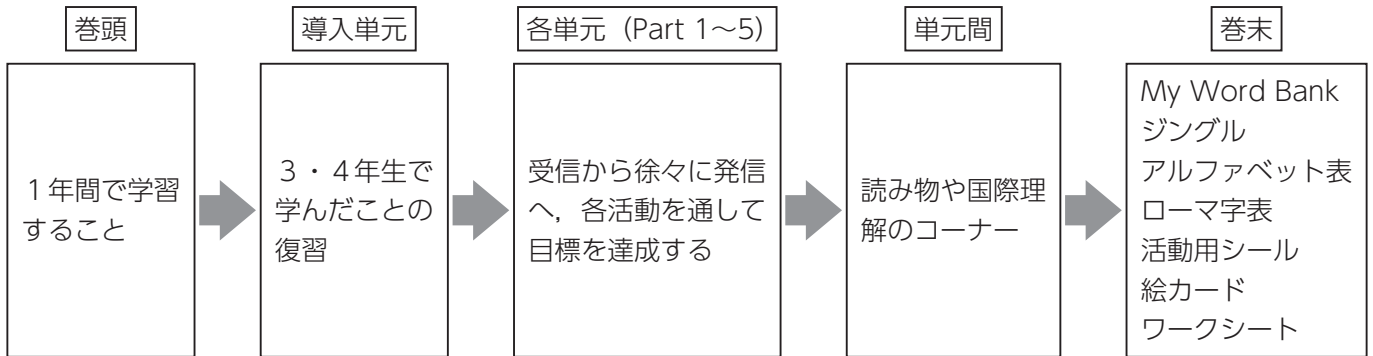 巻頭
導入単元
各単元(Part 1~5)
単元間
巻末
1年間で学習
すること
3・4年生で
学んだことの
復習
受信から徐々に発信
へ,各活動を通して
目標を達成する
読み物や国際理
解のコーナー
My Word Bank
ジングル
アルファベット表
ローマ字表
活動用シール
絵カード
ワークシート